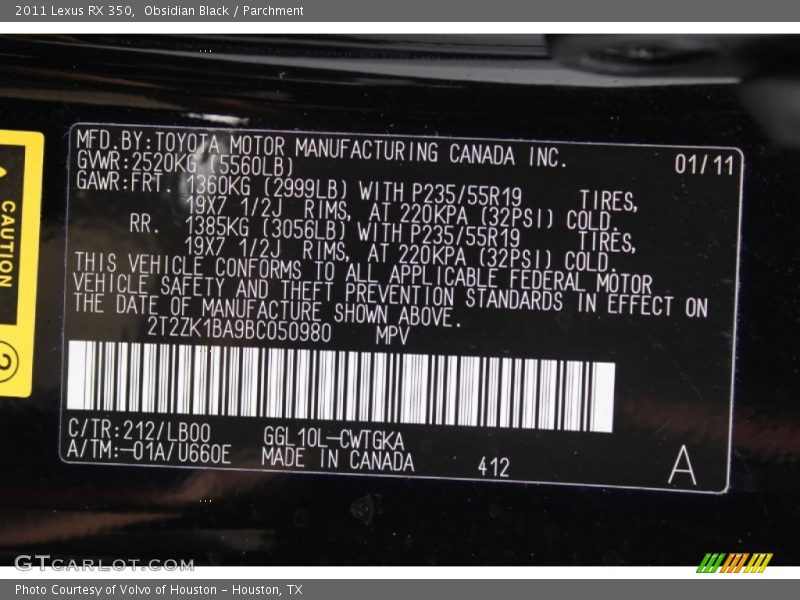 2011 Lexus RX 350, Obsidian Black / Parchment
MFD.BY:TOYOTA MOTOR MANUFACTURING CANADA INC. 01/11
GWVR:2520KG (5560LB)
GAWR:FRT. 1360KG (2999LB) WITH P235/55R19 TIRES,
19X7 1/2J RIMS, AT 220KPA (32PSI) COLD.
RR. 1385KG (3056LB) WITH P235/55R19 TIRES,
19X7 1/2J RIMS, AT 220KPA (32PSI) COLD.
THIS VEHICLE CONFORMS TO ALL APPLICABLE FEDERAL MOTOR
VEHICLE SAFETY AND THEFT PREVENTION STANDARDS IN EFFECT ON
THE DATE OF MANUFACTURE SHOWN ABOVE.
2T2ZK1BA9BC050980 MPV
C/TR:212/LB00 GGL10L-CWTGKA
A/TM:-01A/U660E MADE IN CANADA 412
A
CAUTION
2
GTCARLOT.COM
Photo Courtesy of Volvo of Houston - Houston, TX